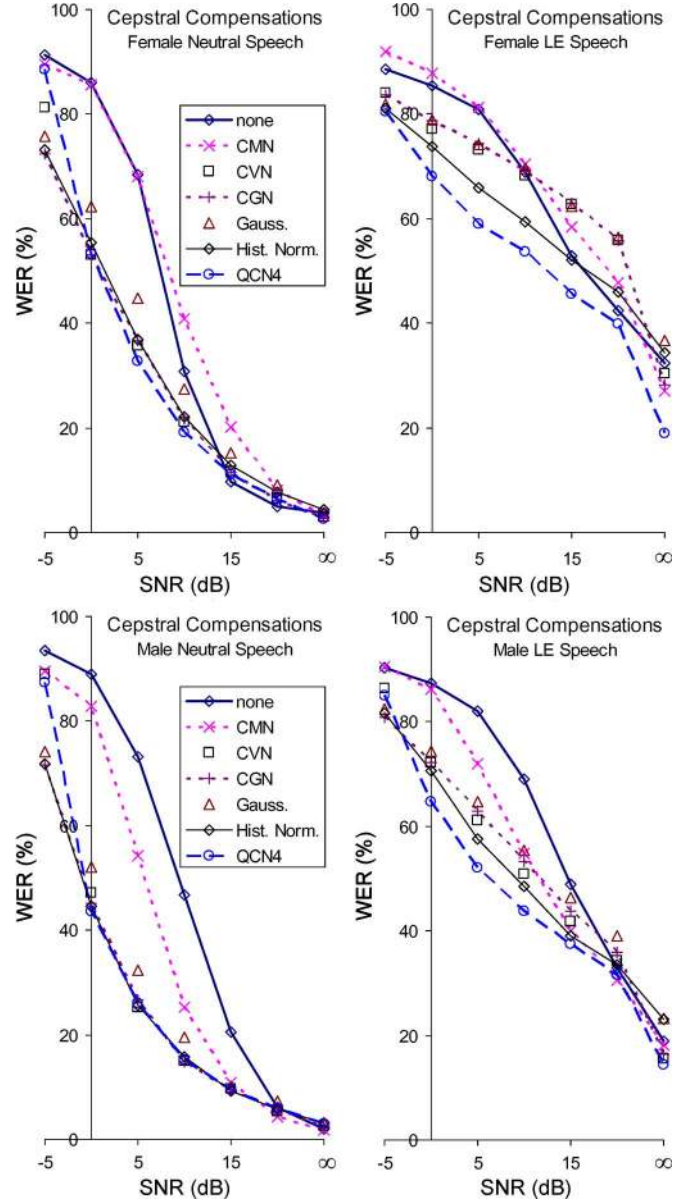 Cepstral Compensations
Female Neutral Speech
100
80
60
40
20
0
WER (%)
none
CMN
CVN
CGN
Gauss.
Hist. Norm.
QCN4
-5
5
15
∞
SNR (dB)
Cepstral Compensations
Female LE Speech
100
80
60
40
20
0
WER (%)
-5
5
15
∞
SNR (dB)
Cepstral Compensations
Male Neutral Speech
100
80
60
40
20
0
WER (%)
none
CMN
CVN
CGN
Gauss.
Hist. Norm.
QCN4
-5
5
15
∞
SNR (dB)
Cepstral Compensations
Male LE Speech
100
80
60
40
20
0
WER (%)
-5
5
15
∞
SNR (dB)